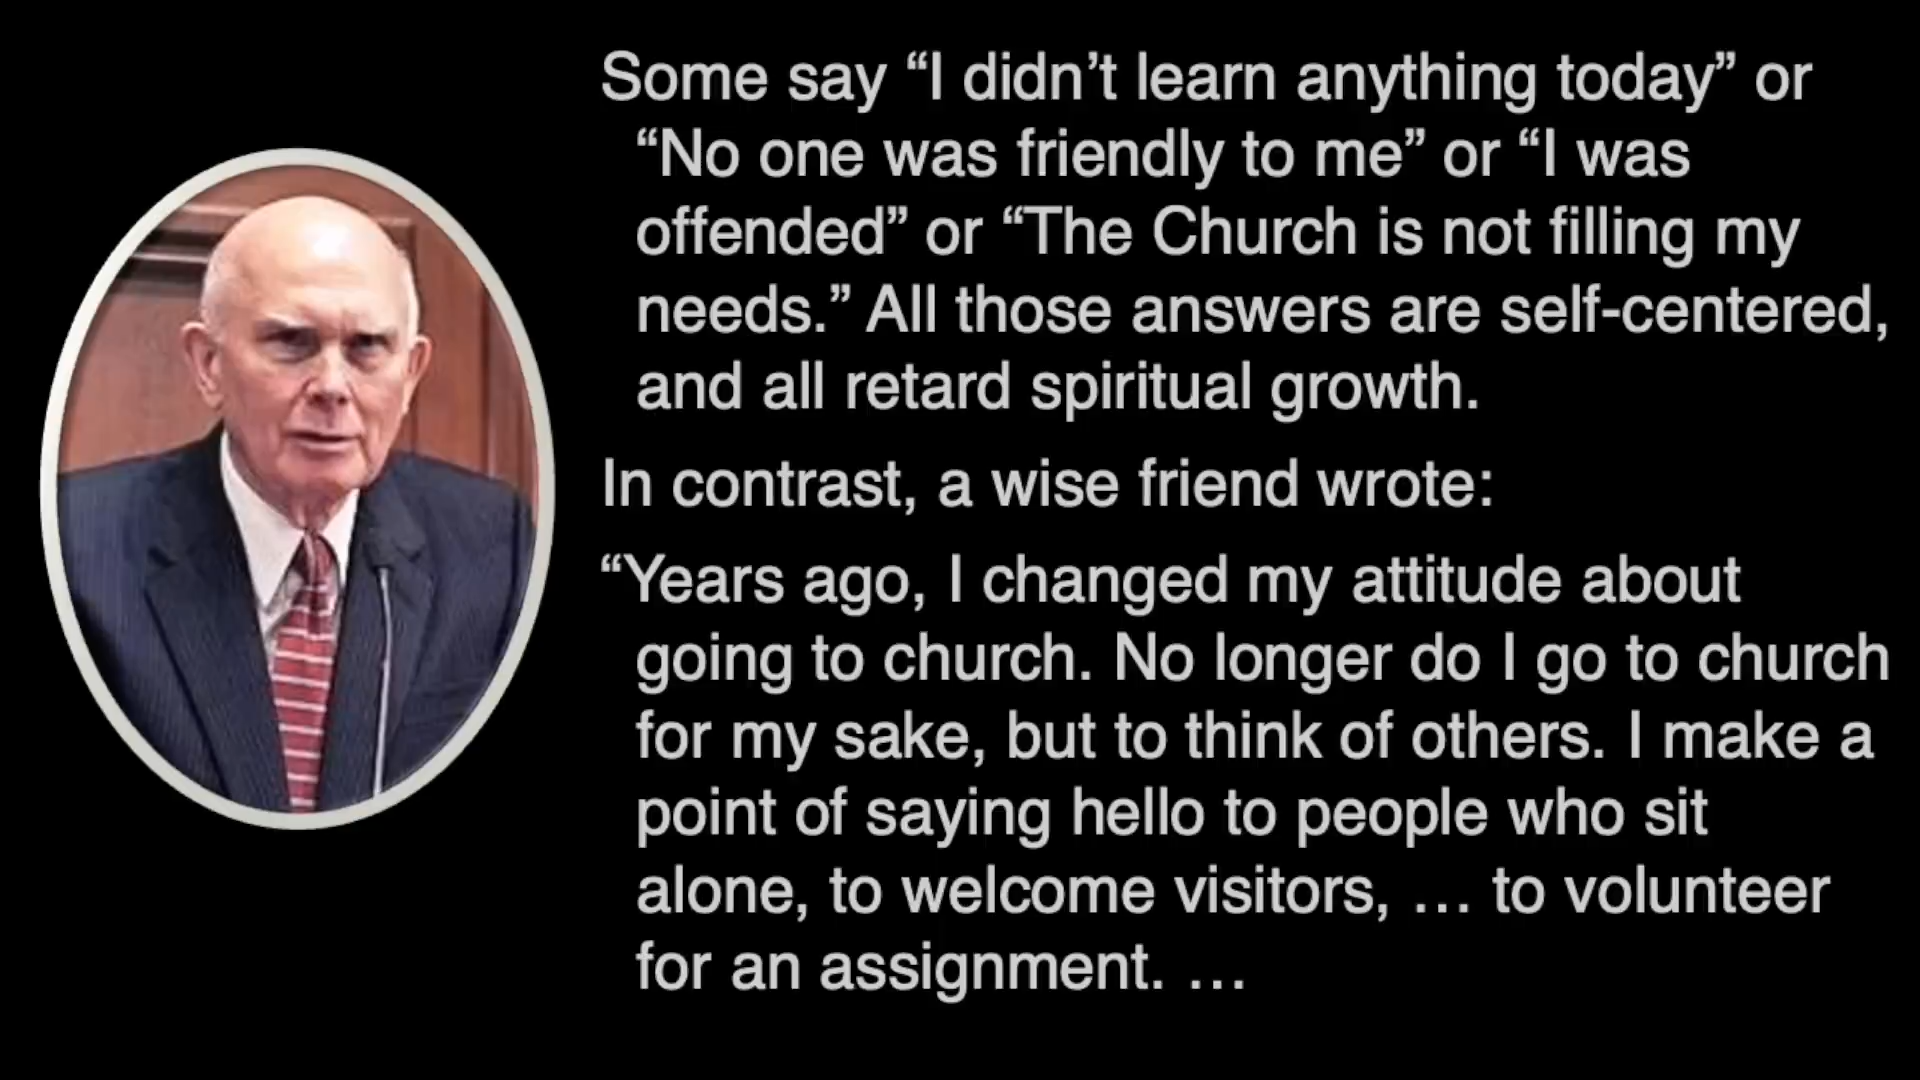 Some say “I didn’t learn anything today” or
“No one was friendly to me” or “I was
offended” or “The Church is not filling my
needs.” All those answers are self-centered,
and all retard spiritual growth.
In contrast, a wise friend wrote:
“Years ago, I changed my attitude about
going to church. No longer do I go to church
for my sake, but to think of others. I make a
point of saying hello to people who sit
alone, to welcome visitors, … to volunteer
for an assignment. …